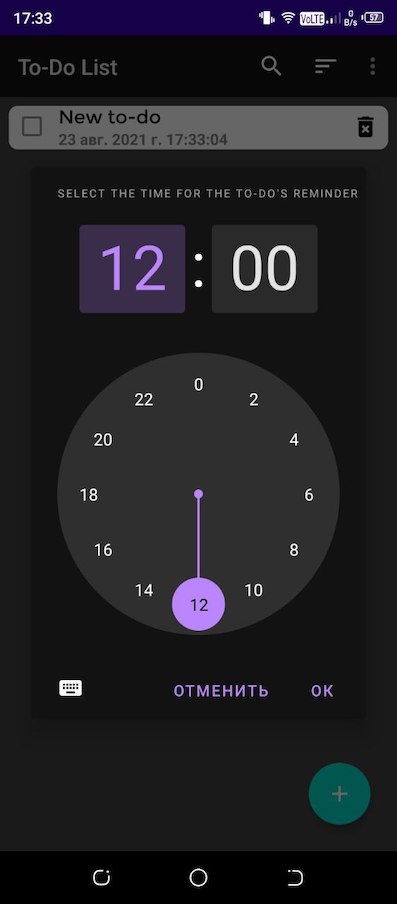 17:33
VoLTE
0
B/s
57
To-Do List
New to-do
23 авг. 2021 г. 17:33:04
SELECT THE TIME FOR THE TO-DO'S REMINDER
12 : 00
0
22
2
20
4
18
6
16
8
14
10
12
ОТМЕНИТЬ
ОК
+